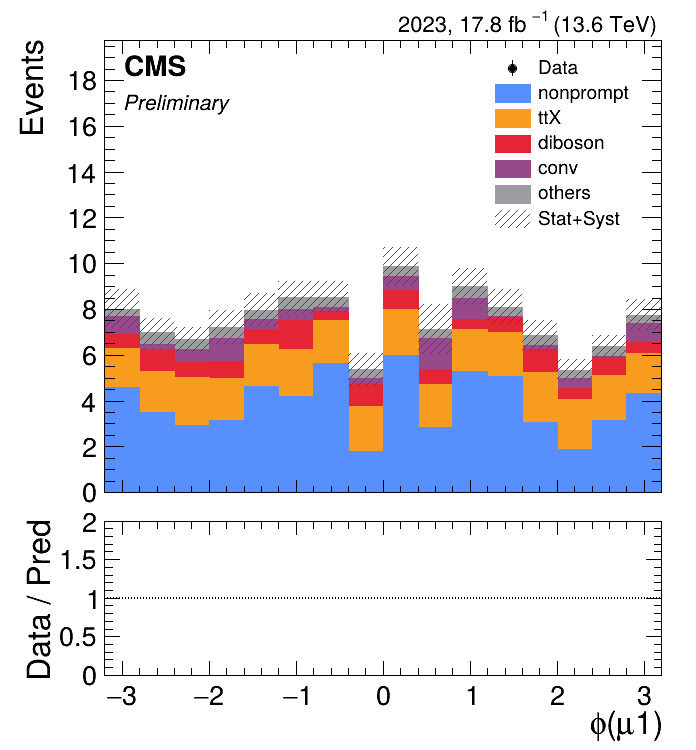 2023, 17.8 fb⁻¹ (13.6 TeV)
CMS
Preliminary
Events
18
16
14
12
10
8
6
4
2
0
Data
nonprompt
ttX
diboson
conv
others
Stat+Syst
Data / Pred
2
1.5
1
0.5
0
−3 −2 −1 0 1 2 3
ϕ(μ1)